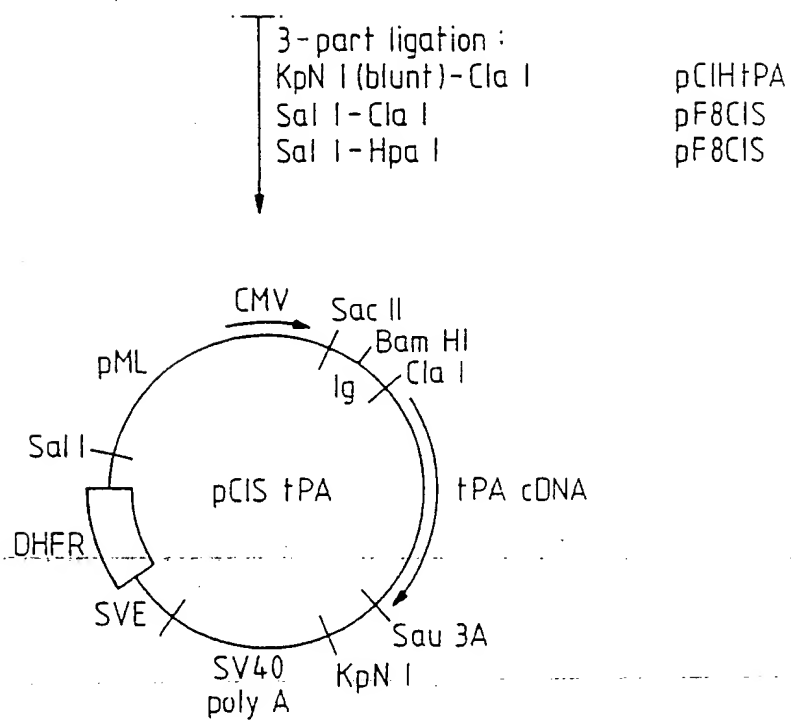 3-part ligation :
KpN I (blunt)-Cla I pCIHtPA
Sal I-Cla I pF8CIS
Sal I-Hpa I pF8CIS
CMV
Sac II
Bam HI
pML
Ig
Cla I
Sal I
pCIS tPA
tPA cDNA
DHFR
SVE
Sau 3A
SV40
poly A
KpN I